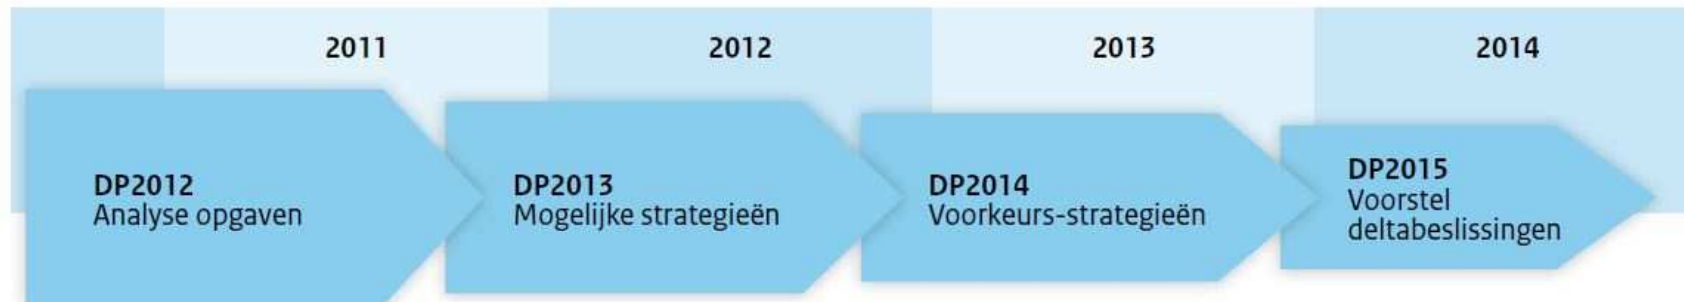 2011 2012 2013 2014
DP2012
Analyse opgaven
DP2013
Mogelijke strategieën
DP2014
Voorkeurs-strategieën
DP2015
Voorstel
deltabeslissingen